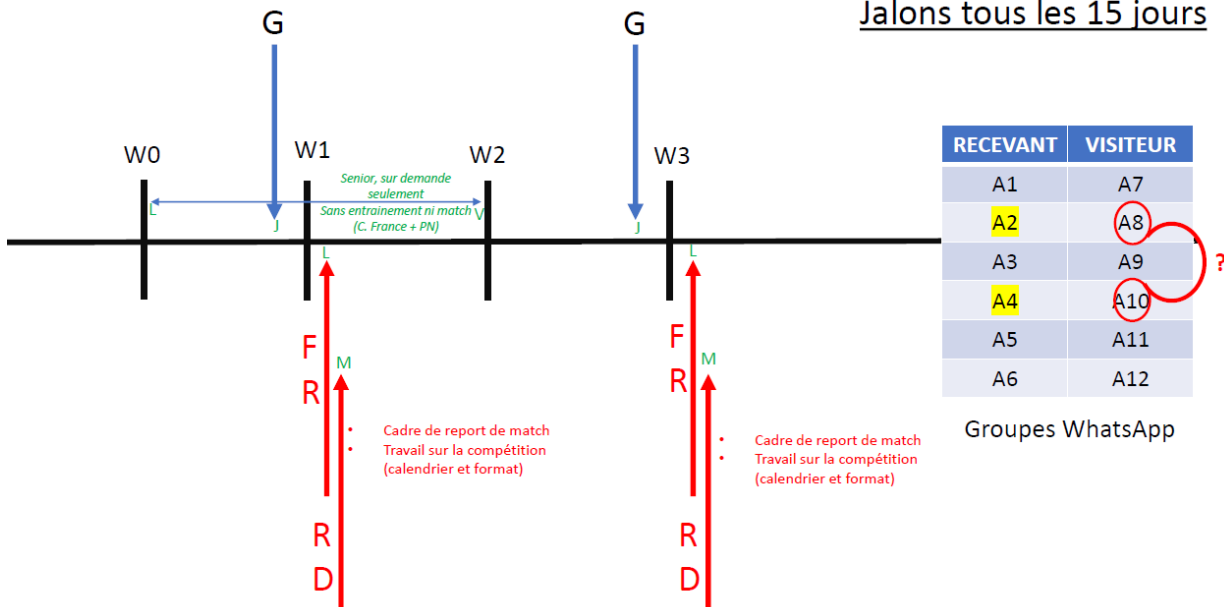 Jalons tous les 15 jours
G
G
W0
W1
W2
W3
Senior, sur demande
seulement
Sans entrainement ni match
(C. France + PN)
L
J
V
J
L
L
F
R
M
R
D
• Cadre de report de match
• Travail sur la compétition
(calendrier et format)
F
R
M
R
D
• Cadre de report de match
• Travail sur la compétition
(calendrier et format)
RECEVANT VISITEUR
A1 A7
A2 A8
A3 A9
A4 A10
A5 A11
A6 A12
?
Groupes WhatsApp